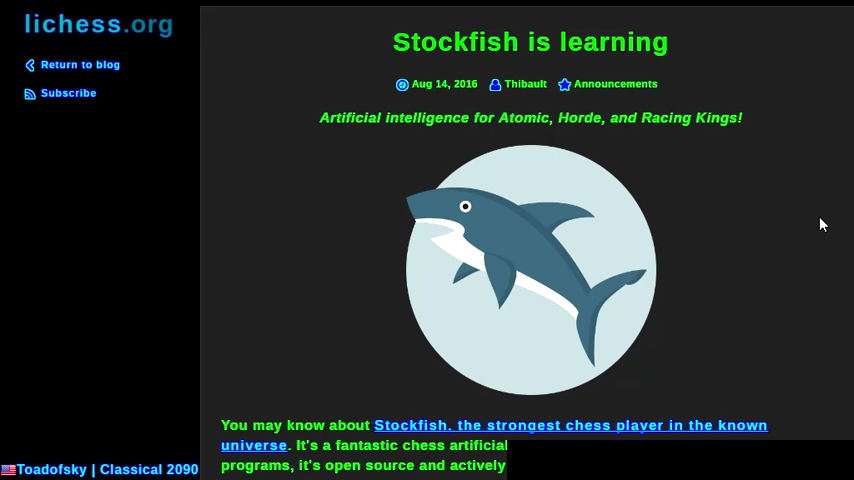 lichess.org
Return to blog
Subscribe
Stockfish is learning
Aug 14, 2016 Thibault Announcements
Artificial intelligence for Atomic, Horde, and Racing Kings!
You may know about Stockfish, the strongest chess player in the known
universe. It's a fantastic chess artificial
programs, it's open source and actively
Toadofsky | Classical 2090